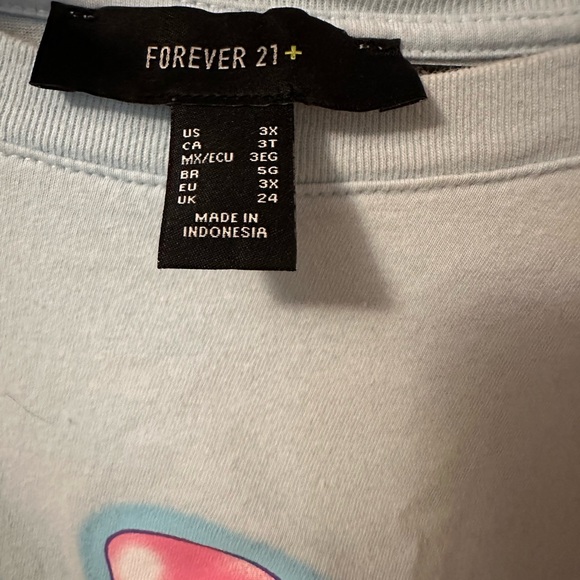 FOREVER 21+
US 3X
CA 3T
MX/ECU 3EG
BR 5G
EU 3X
UK 24
MADE IN
INDONESIA